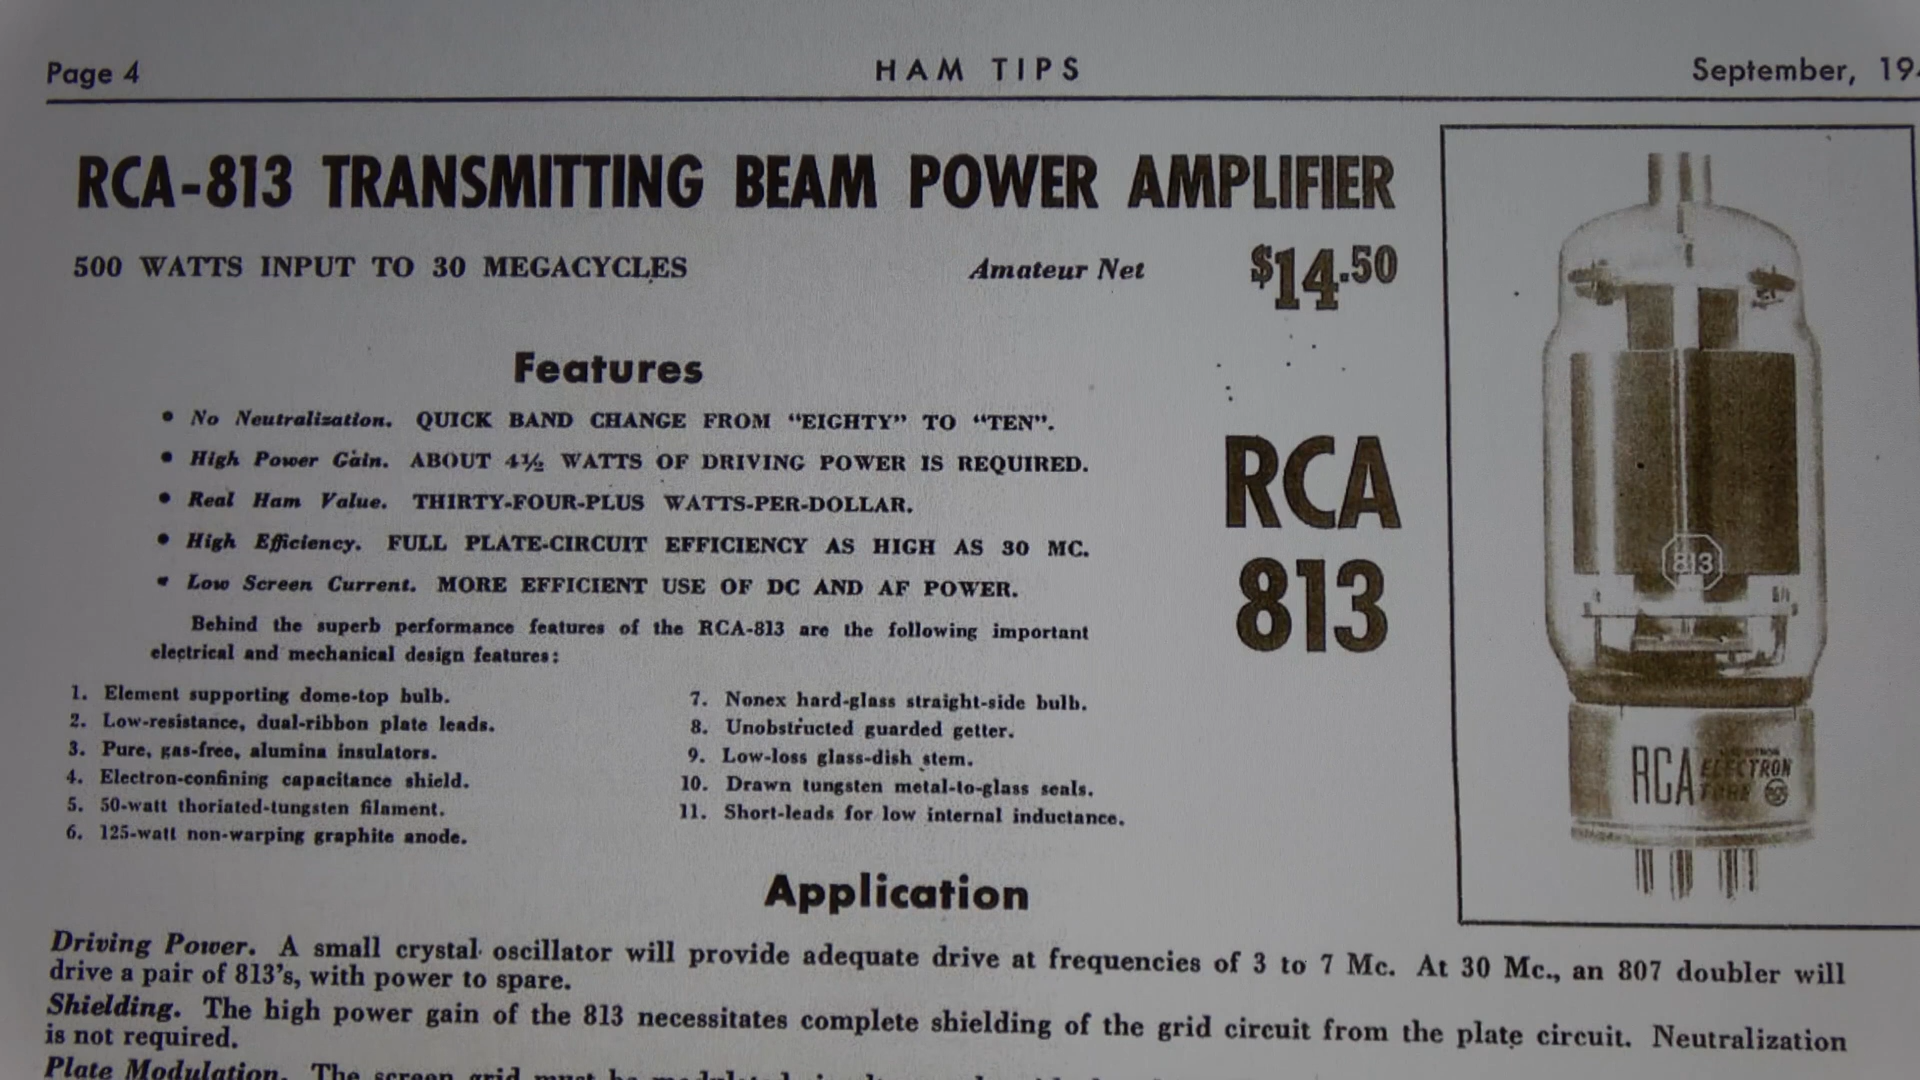 Page 4
HAM TIPS
September, 19
RCA-813 TRANSMITTING BEAM POWER AMPLIFIER
500 WATTS INPUT TO 30 MEGACYCLES
Amateur Net
$14.50
Features
• No Neutralization. QUICK BAND CHANGE FROM “EIGHTY” TO “TEN”.
• High Power Gain. ABOUT 4½ WATTS OF DRIVING POWER IS REQUIRED.
• Real Ham Value. THIRTY-FOUR-PLUS WATTS-PER-DOLLAR.
• High Efficiency. FULL PLATE-CIRCUIT EFFICIENCY AS HIGH AS 30 MC.
• Low Screen Current. MORE EFFICIENT USE OF DC AND AF POWER.
Behind the superb performance features of the RCA-813 are the following important
electrical and mechanical design features:
1. Element supporting dome-top bulb.
2. Low-resistance, dual-ribbon plate leads.
3. Pure, gas-free, alumina insulators.
4. Electron-confining capacitance shield.
5. 50-watt thoriated-tungsten filament.
6. 125-watt non-warping graphite anode.
7. Nonex hard-glass straight-side bulb.
8. Unobstructed guarded getter.
9. Low-loss glass-dish stem.
10. Drawn tungsten metal-to-glass seals.
11. Short-leads for low internal inductance.
RCA
813
813
RCA ELECTRON
TUBE
Application
Driving Power. A small crystal oscillator will provide adequate drive at frequencies of 3 to 7 Mc. At 30 Mc., an 807 doubler will
drive a pair of 813's, with power to spare.
Shielding. The high power gain of the 813 necessitates complete shielding of the grid circuit from the plate circuit. Neutralization
is not required.
Plate Modulation. The screen grid must be modulated